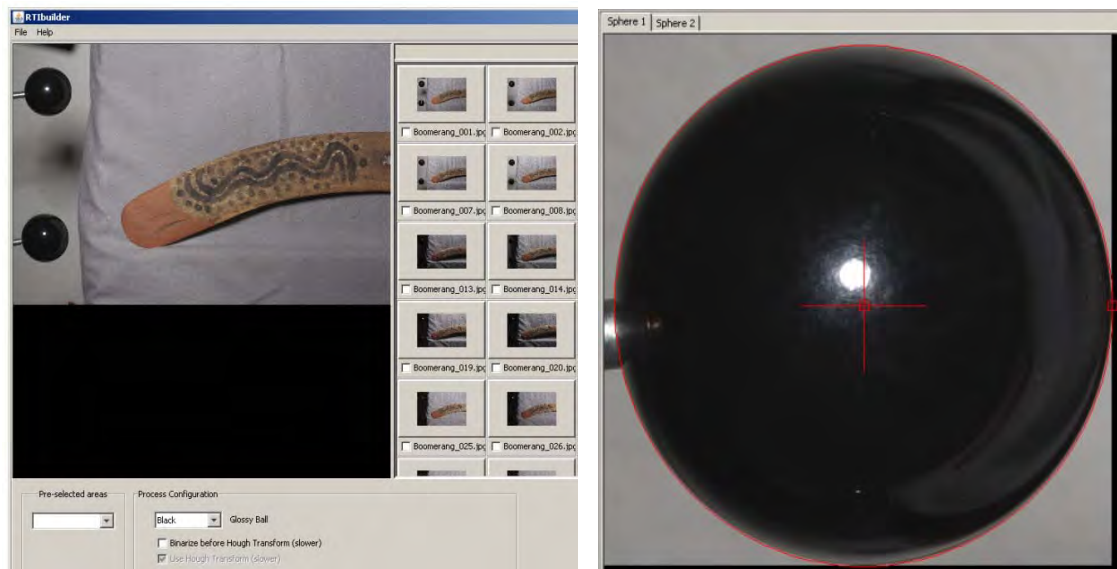 RTIbuilder
File Help
Boomerang_001.jpg Boomerang_002.jpg
Boomerang_007.jpg Boomerang_008.jpg
Boomerang_013.jpg Boomerang_014.jpg
Boomerang_019.jpg Boomerang_020.jpg
Boomerang_025.jpg Boomerang_026.jpg
Pre-selected areas Process Configuration
Black Glossy Ball
Binarize before Hough Transform (slower)
Use Hough Transform (slower)
Sphere 1 Sphere 2